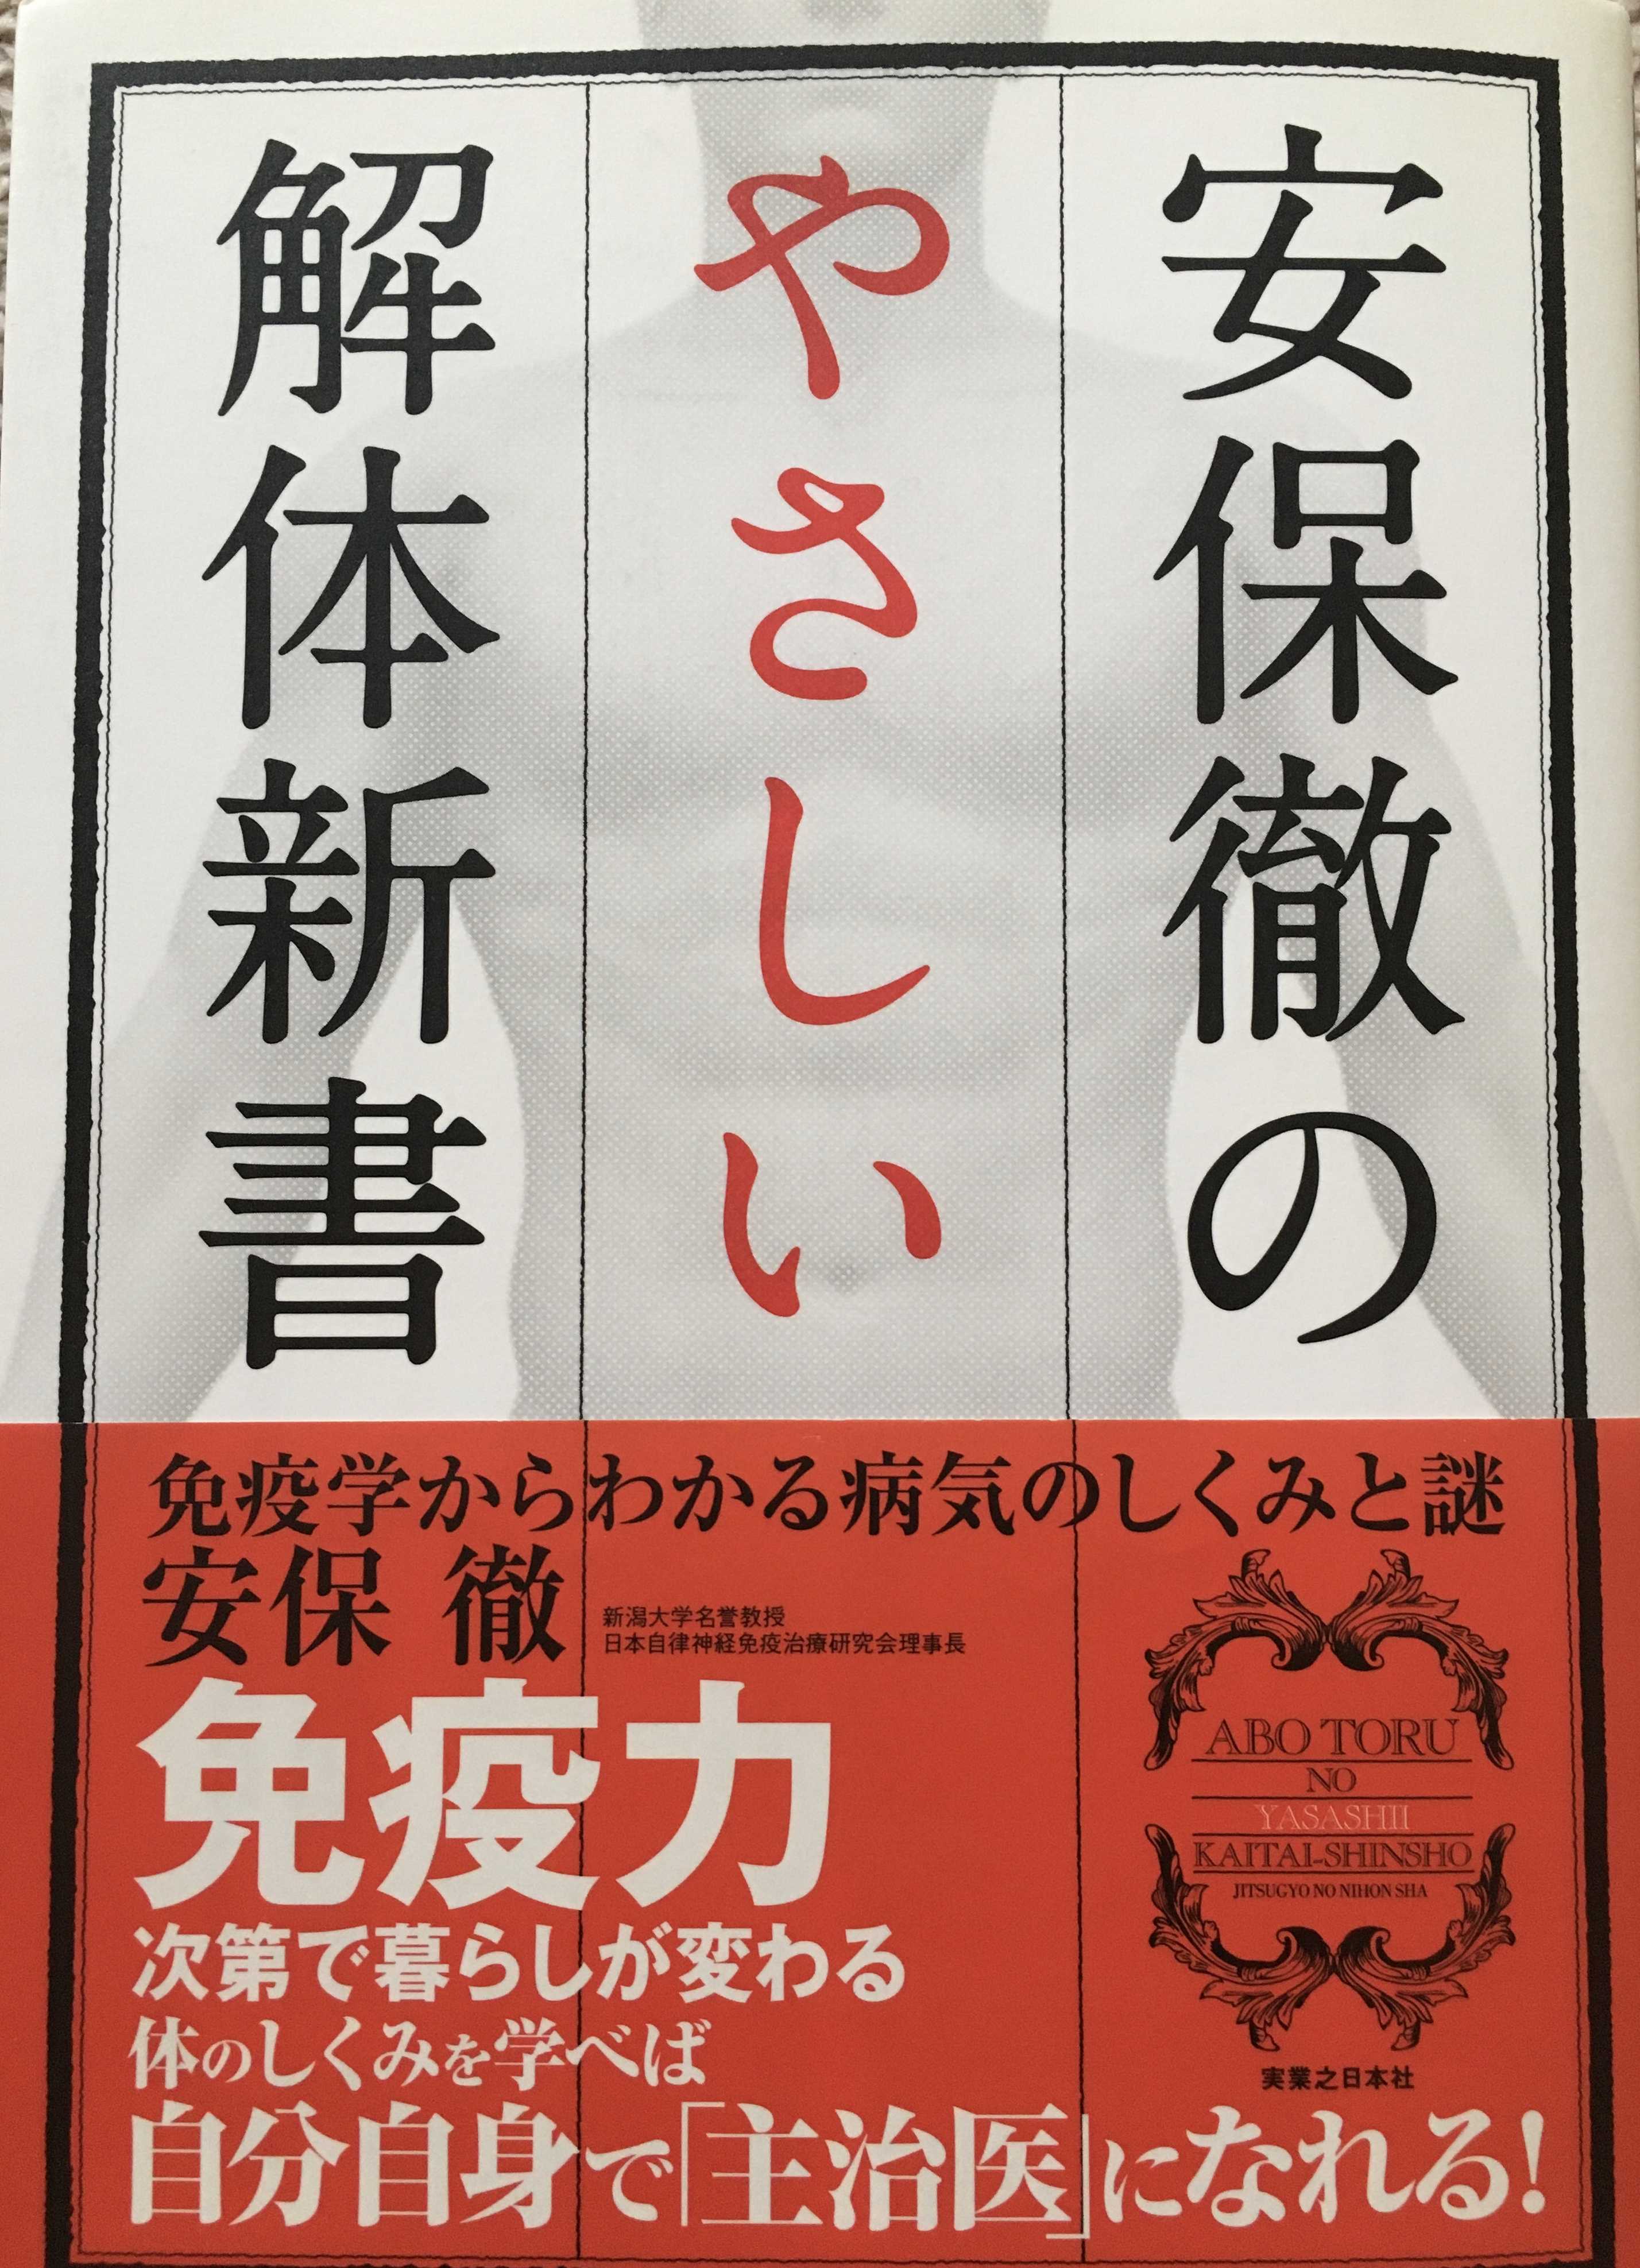 安保徹の
やさしい
解体新書
免疫学からわかる病気のしくみと謎
安保 徹
新潟大学名誉教授
日本自律神経免疫治療研究会理事長
免疫力
次第で暮らしが変わる
体のしくみを学べば
自分自身で「主治医」になれる!
ABO TORU
NO
YASASHII
KAITAI-SHINSHO
JITSUGYO NO NIHON SHA
実業之日本社